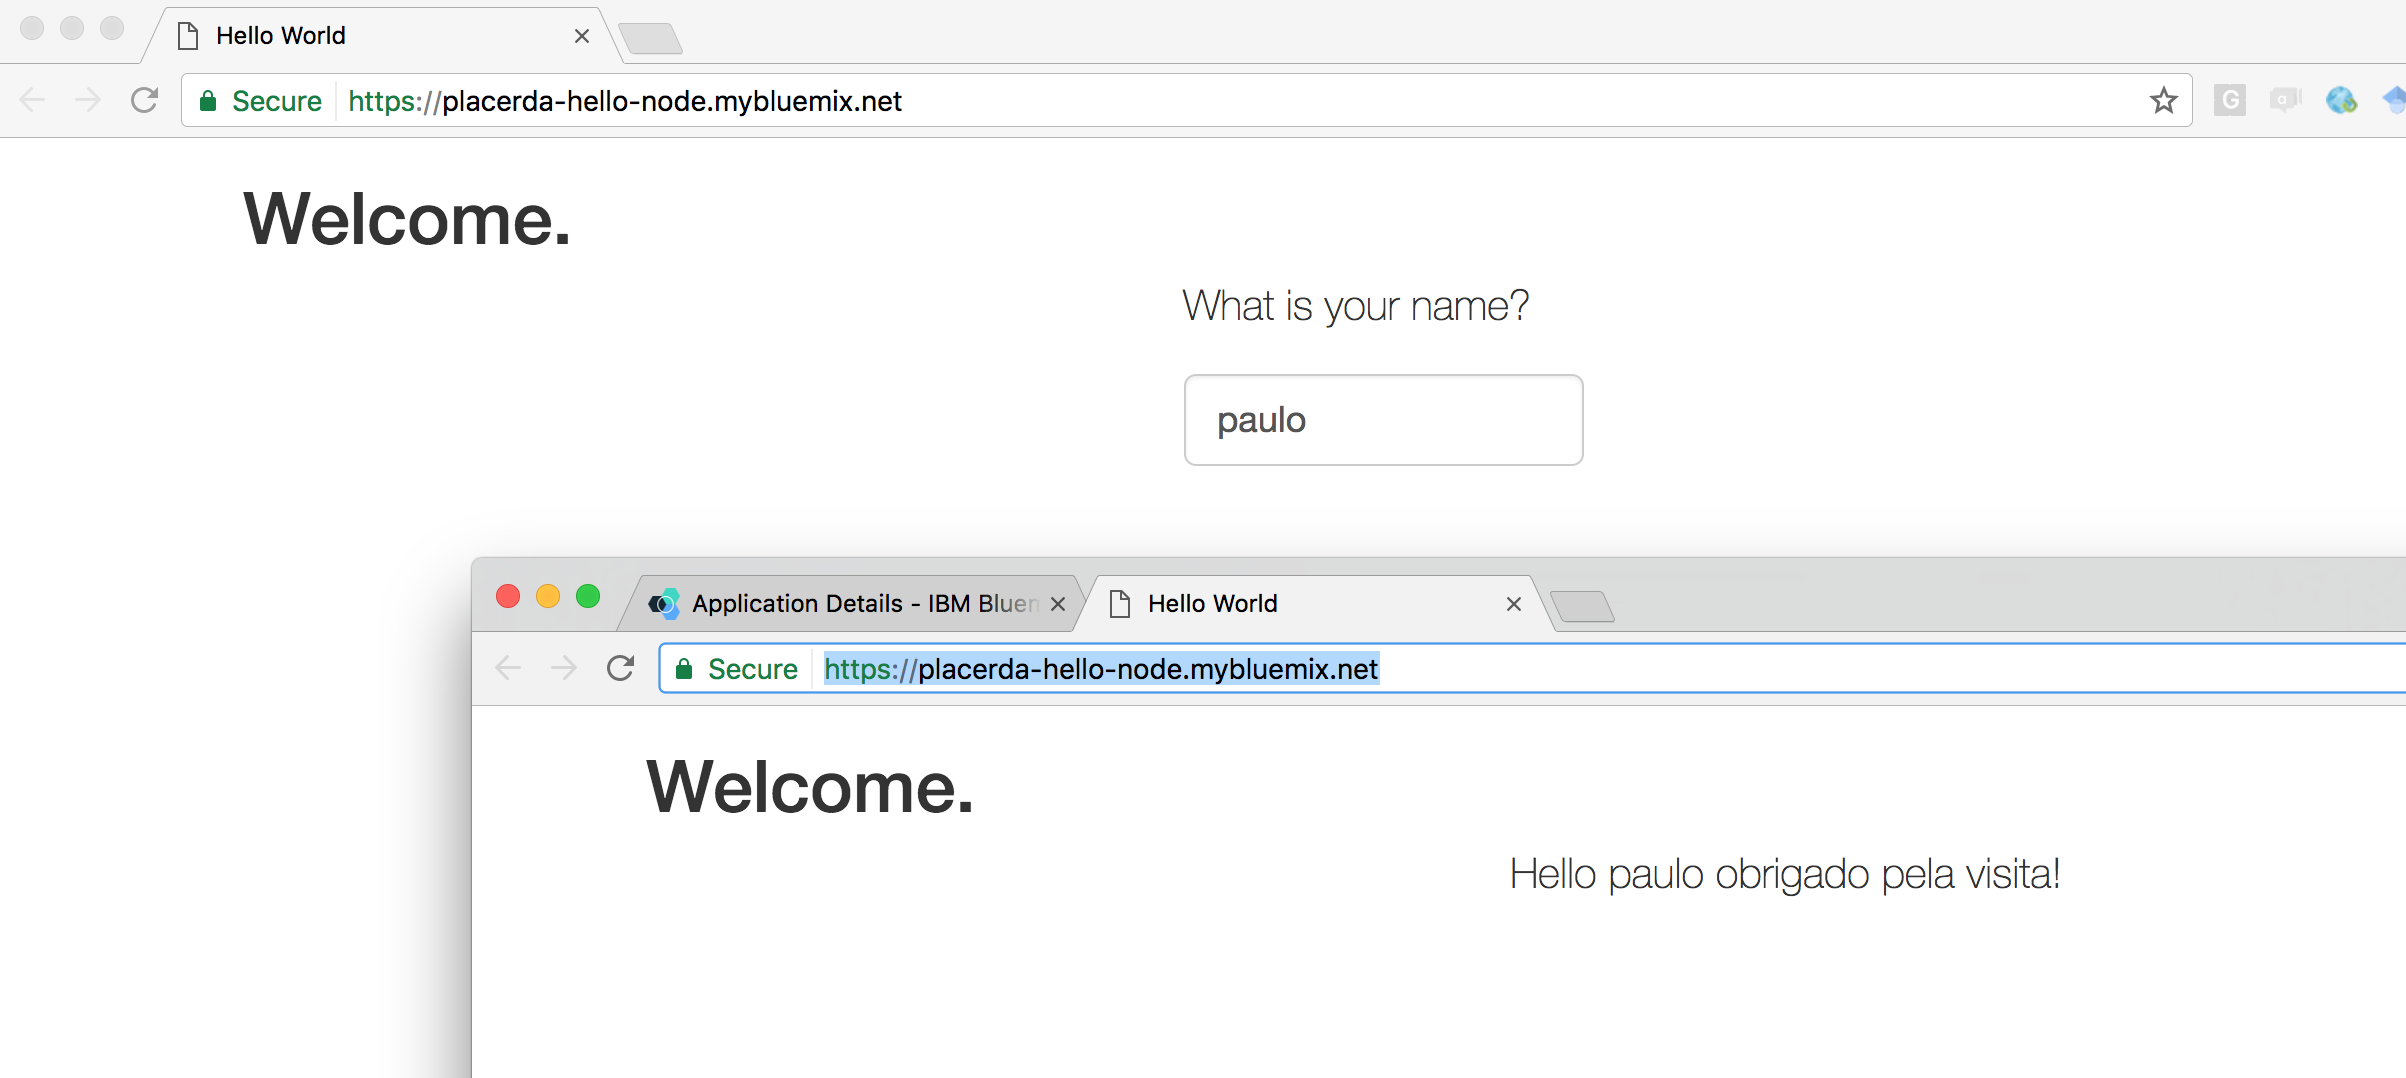 Hello World
Secure https://placerda-hello-node.mybluemix.net
G a
Welcome.
What is your name?
paulo
Application Details - IBM Bluem
Hello World
Secure https://placerda-hello-node.mybluemix.net
Welcome.
Hello paulo obrigado pela visita!